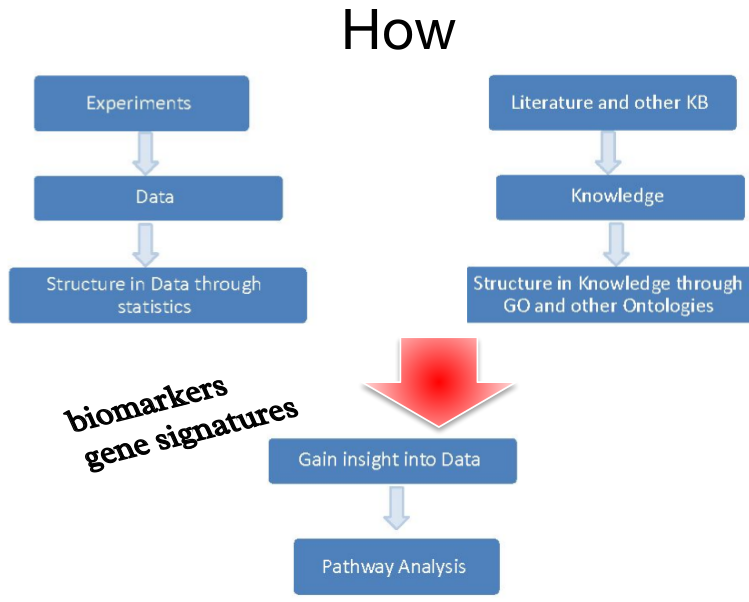 How
Experiments
Data
Structure in Data through
statistics
Literature and other KB
Knowledge
Structure in Knowledge through
GO and other Ontologies
biomarkers
gene signatures
Gain insight into Data
Pathway Analysis